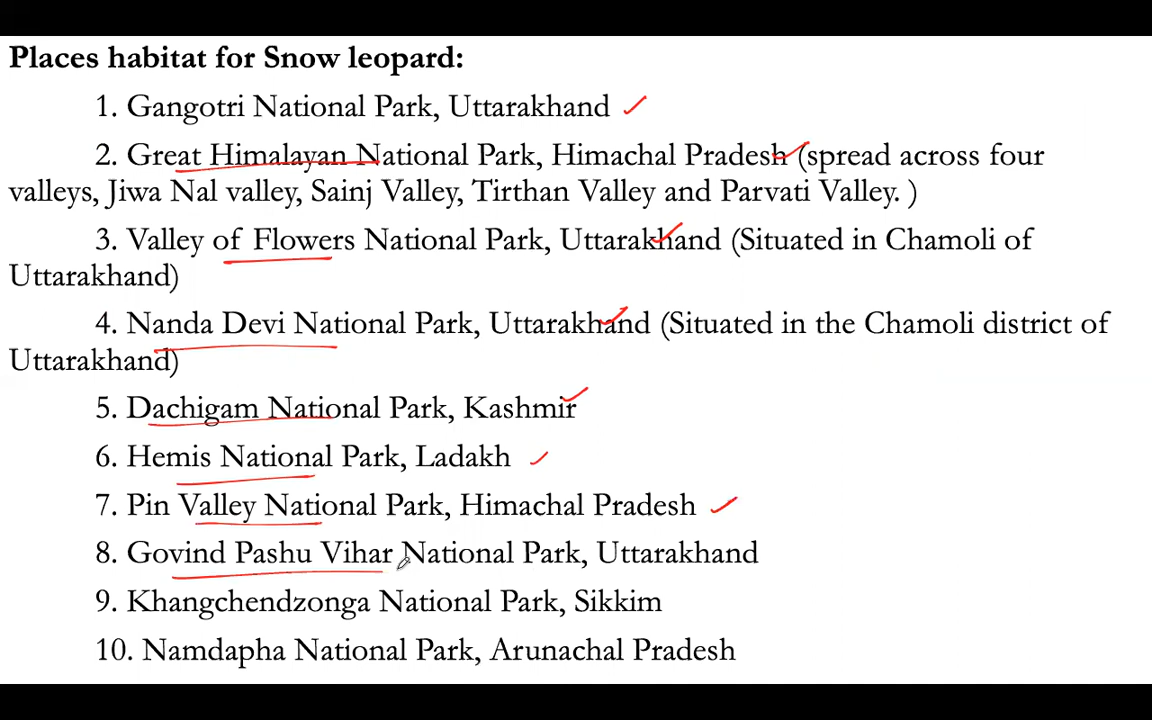 Places habitat for Snow leopard:
1. Gangotri National Park, Uttarakhand
2. Great Himalayan National Park, Himachal Pradesh (spread across four
valleys, Jiwa Nal valley, Sainj Valley, Tirthan Valley and Parvati Valley. )
3. Valley of Flowers National Park, Uttarakhand (Situated in Chamoli of
Uttarakhand)
4. Nanda Devi National Park, Uttarakhand (Situated in the Chamoli district of
Uttarakhand)
5. Dachigam National Park, Kashmir
6. Hemis National Park, Ladakh
7. Pin Valley National Park, Himachal Pradesh
8. Govind Pashu Vihar National Park, Uttarakhand
9. Khangchendzonga National Park, Sikkim
10. Namdapha National Park, Arunachal Pradesh